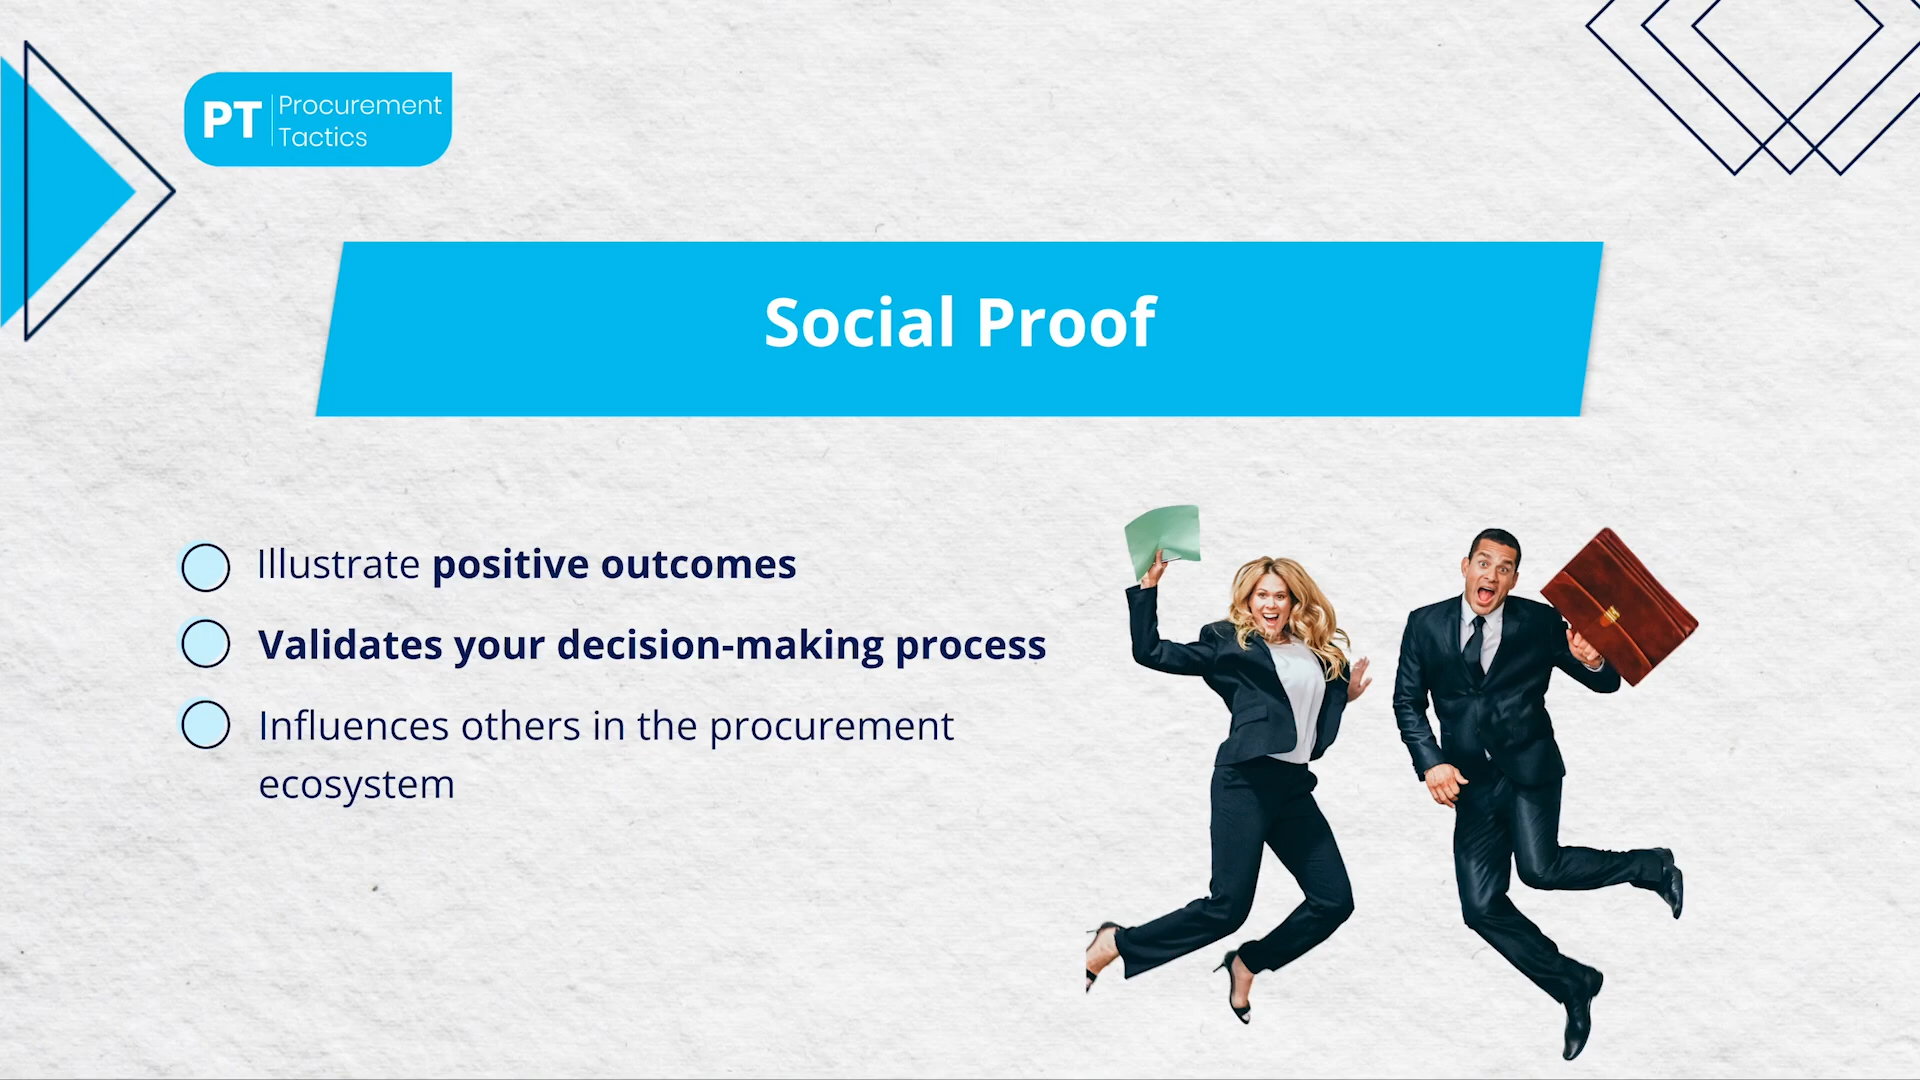 PT
Procurement
Tactics
Social Proof
Illustrate positive outcomes
Validates your decision-making process
Influences others in the procurement
ecosystem